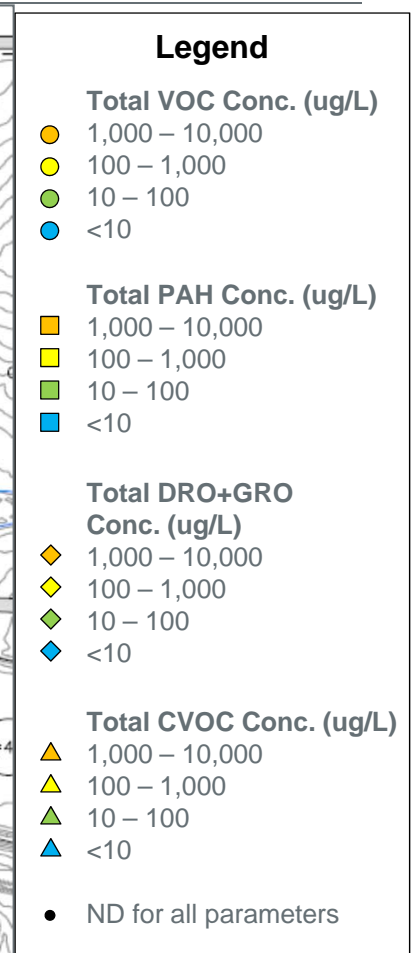 Legend
Total VOC Conc. (ug/L)
1,000 – 10,000
100 – 1,000
10 – 100
<10
Total PAH Conc. (ug/L)
1,000 – 10,000
100 – 1,000
10 – 100
<10
Total DRO+GRO
Conc. (ug/L)
1,000 – 10,000
100 – 1,000
10 – 100
<10
Total CVOC Conc. (ug/L)
1,000 – 10,000
100 – 1,000
10 – 100
<10
ND for all parameters